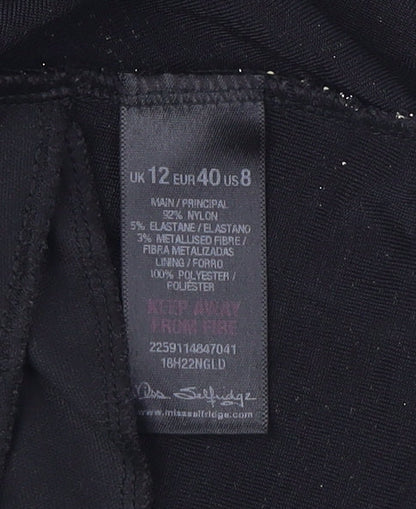 UK 12 EUR 40 US 8
MAIN / PRINCIPAL
92% NYLON
5% ELASTANE / ELASTANO
3% METALLISED FIBRE /
FIBRA METALIZADAS
LINING / FORRO
100% POLYESTER /
POLIÉSTER
KEEP AWAY
FROM FIRE
2259114847041
18H22NGLD
Miss Selfridge
www.missselfridge.com